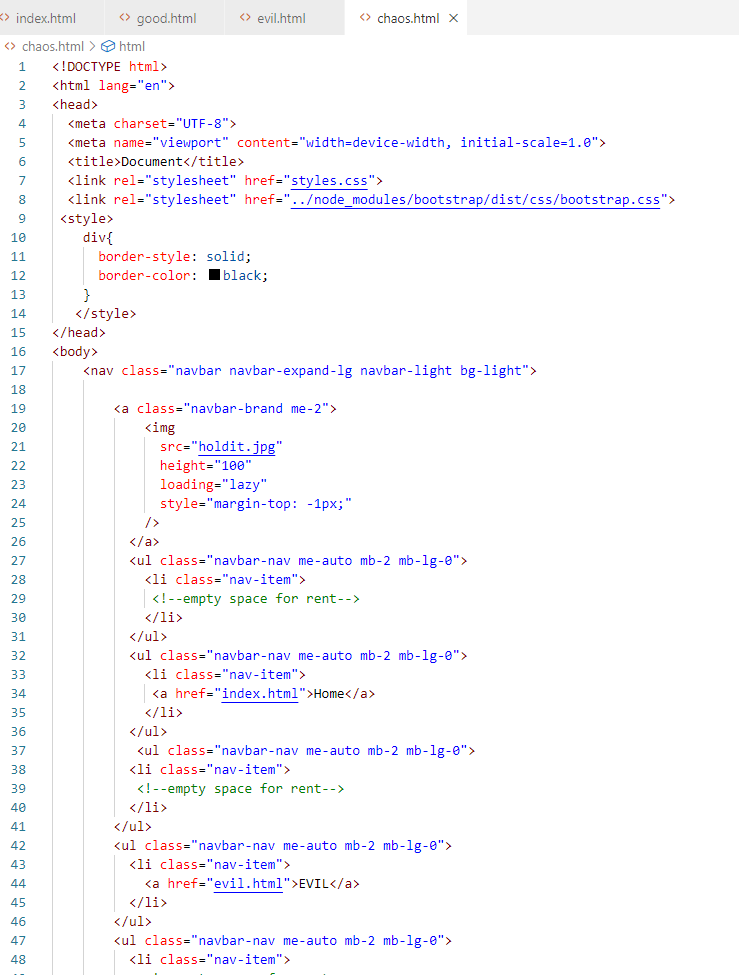 index.html good.html evil.html chaos.html
chaos.html > html
1 <!DOCTYPE html>
2 <html lang="en">
3 <head>
4 <meta charset="UTF-8">
5 <meta name="viewport" content="width=device-width, initial-scale=1.0">
6 <title>Document</title>
7 <link rel="stylesheet" href="styles.css">
8 <link rel="stylesheet" href="../node_modules/bootstrap/dist/css/bootstrap.css">
9 <style>
10 div{
11 border-style: solid;
12 border-color: black;
13 }
14 </style>
15 </head>
16 <body>
17 <nav class="navbar navbar-expand-lg navbar-light bg-light">
18
19 <a class="navbar-brand me-2">
20 <img
21 src="holdit.jpg"
22 height="100"
23 loading="lazy"
24 style="margin-top: -1px;"
25 />
26 </a>
27 <ul class="navbar-nav me-auto mb-2 mb-lg-0">
28 <li class="nav-item">
29 <!--empty space for rent-->
30 </li>
31 </ul>
32 <ul class="navbar-nav me-auto mb-2 mb-lg-0">
33 <li class="nav-item">
34 <a href="index.html">Home</a>
35 </li>
36 </ul>
37 <ul class="navbar-nav me-auto mb-2 mb-lg-0">
38 <li class="nav-item">
39 <!--empty space for rent-->
40 </li>
41 </ul>
42 <ul class="navbar-nav me-auto mb-2 mb-lg-0">
43 <li class="nav-item">
44 <a href="evil.html">EVIL</a>
45 </li>
46 </ul>
47 <ul class="navbar-nav me-auto mb-2 mb-lg-0">
48 <li class="nav-item">